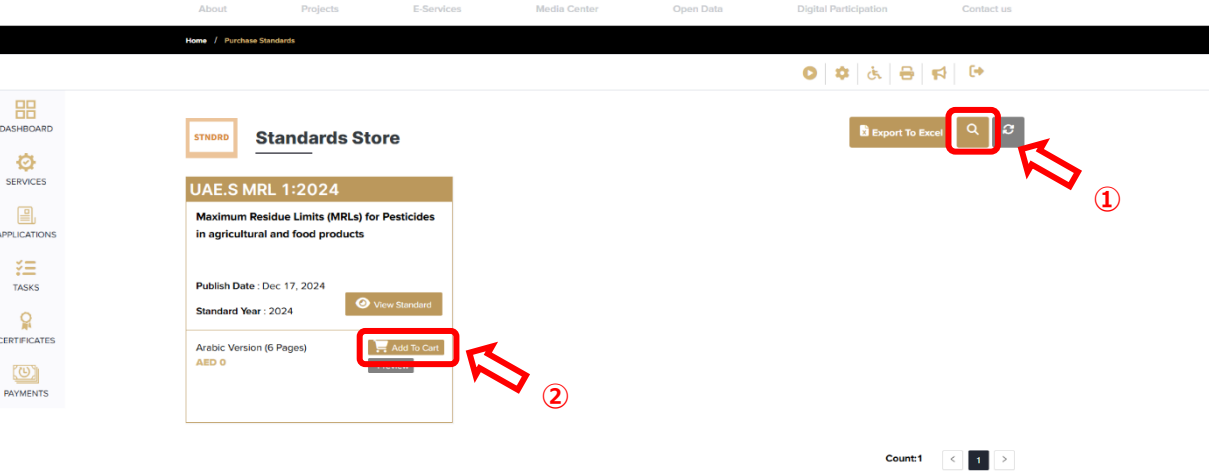 About Projects E-Services Media Center Open Data Digital Participation Contact us
Home / Purchase Standards
DASHBOARD
SERVICES
APPLICATIONS
TASKS
CERTIFICATES
PAYMENTS
STNDRD
Standards Store
Export To Excel
①
UAE.S MRL 1:2024
Maximum Residue Limits (MRLs) for Pesticides
in agricultural and food products
Publish Date : Dec 17, 2024
View Standard
Standard Year : 2024
Arabic Version (6 Pages)
Add To Cart
AED 0
②
Count:1 < 1 >